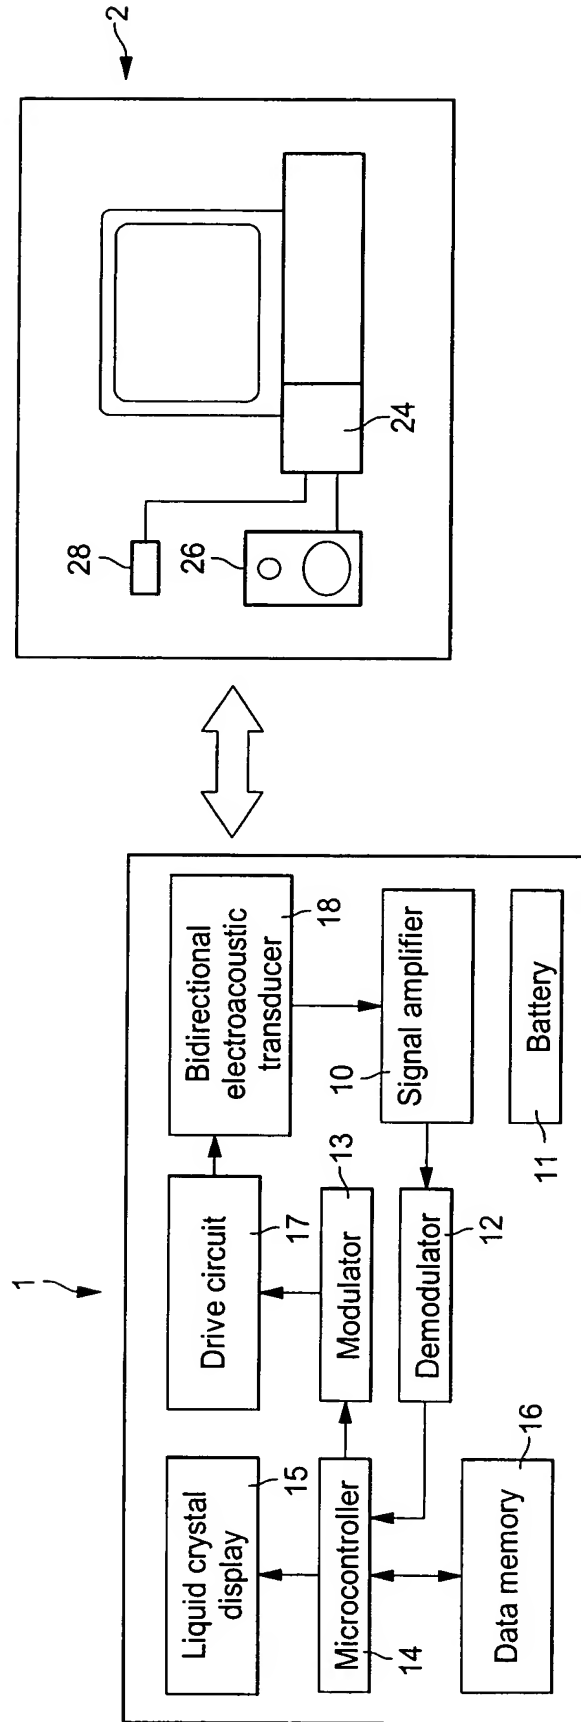 1
Liquid crystal
display
15
Drive circuit
17
Bidirectional
electroacoustic
transducer
18
Microcontroller
14
Modulator
13
10
Signal amplifier
Demodulator
12
Data memory
16
11
Battery
2
28
26
24